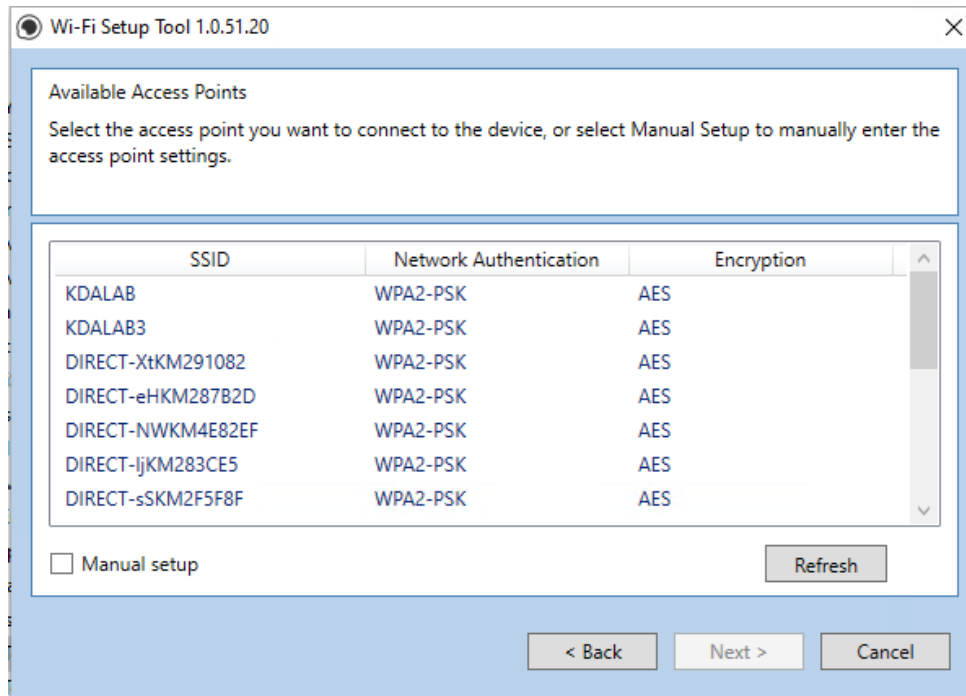 Wi-Fi Setup Tool 1.0.51.20
Available Access Points
Select the access point you want to connect to the device, or select Manual Setup to manually enter the
access point settings.
SSID Network Authentication Encryption
KDALAB WPA2-PSK AES
KDALAB3 WPA2-PSK AES
DIRECT-XtKM291082 WPA2-PSK AES
DIRECT-eHKM287B2D WPA2-PSK AES
DIRECT-NWKM4E82EF WPA2-PSK AES
DIRECT-IjKM283CE5 WPA2-PSK AES
DIRECT-sSKM2F5F8F WPA2-PSK AES
Manual setup Refresh
< Back Next > Cancel